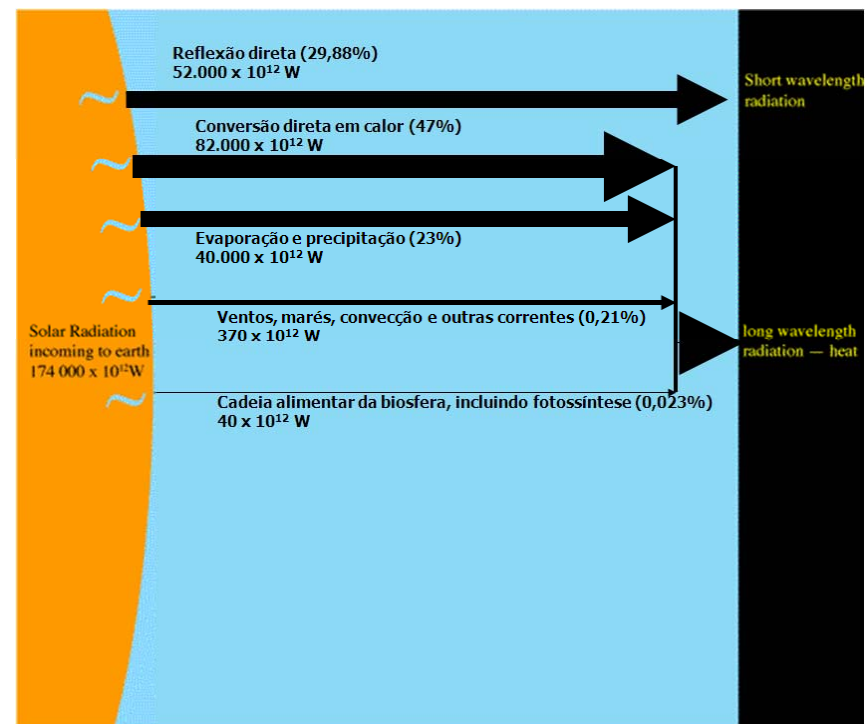 Reflexão direta (29,88%)
52.000 x 10¹² W
Short wavelength
radiation
Conversão direta em calor (47%)
82.000 x 10¹² W
Evaporação e precipitação (23%)
40.000 x 10¹² W
Ventos, marés, convecção e outras correntes (0,21%)
370 x 10¹² W
Solar Radiation
incoming to earth
174 000 x 10¹²W
long wavelength
radiation — heat
Cadeia alimentar da biosfera, incluindo fotossíntese (0,023%)
40 x 10¹² W